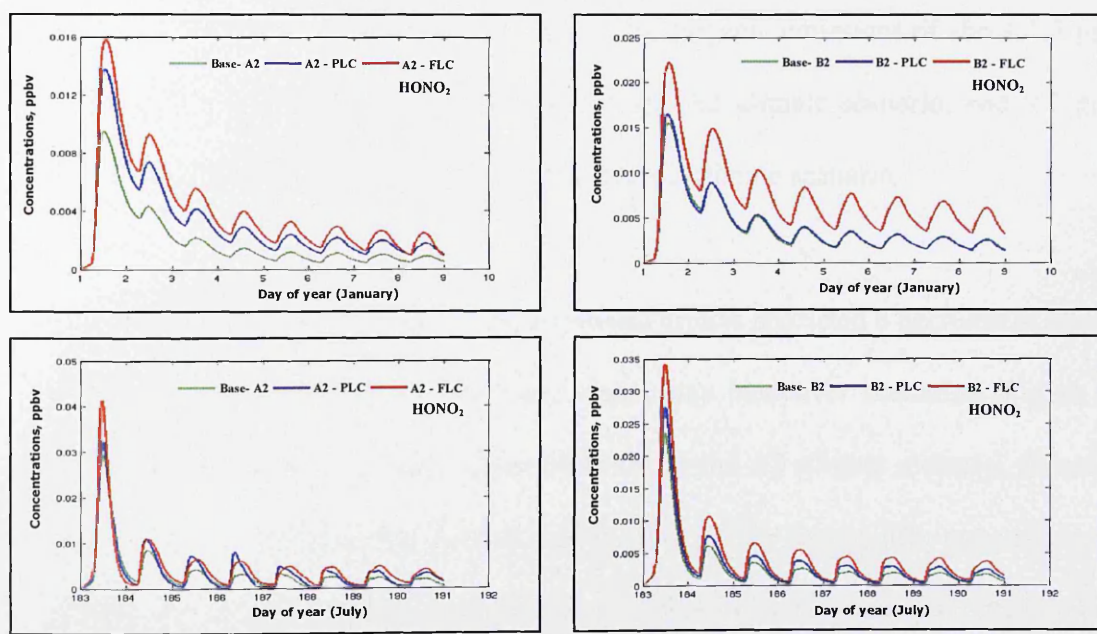 Base- A2 A2 - PLC A2 - FLC
HONO₂
Concentrations, ppbv
0.016
0.012
0.008
0.004
0
1 2 3 4 5 6 7 8 9 10
Day of year (January)
Base- B2 B2 - PLC B2 - FLC
HONO₂
Concentrations, ppbv
0.025
0.020
0.015
0.010
0.005
0
1 2 3 4 5 6 7 8 9 10
Day of year (January)
Base- A2 A2 - PLC A2 - FLC
HONO₂
Concentrations, ppbv
0.05
0.04
0.03
0.02
0.01
0
183 184 185 186 187 188 189 190 191 192
Day of year (July)
Base- B2 B2 - PLC B2 - FLC
HONO₂
Concentrations, ppbv
0.035
0.030
0.025
0.020
0.015
0.010
0.005
0
183 184 185 186 187 188 189 190 191 192
Day of year (July)